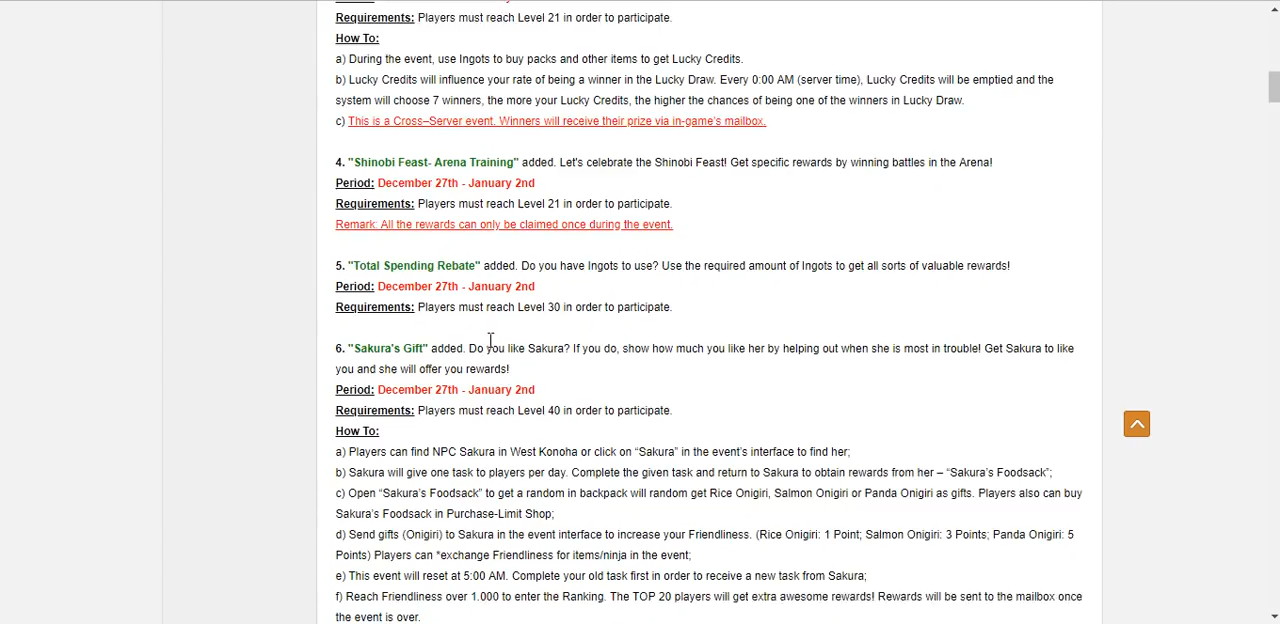 Requirements: Players must reach Level 21 in order to participate.
How To:
a) During the event, use Ingots to buy packs and other items to get Lucky Credits.
b) Lucky Credits will influence your rate of being a winner in the Lucky Draw. Every 0:00 AM (server time), Lucky Credits will be emptied and the
system will choose 7 winners, the more your Lucky Credits, the higher the chances of being one of the winners in Lucky Draw.
c) This is a Cross–Server event. Winners will receive their prize via in-game's mailbox.
4. "Shinobi Feast- Arena Training" added. Let's celebrate the Shinobi Feast! Get specific rewards by winning battles in the Arena!
Period: December 27th - January 2nd
Requirements: Players must reach Level 21 in order to participate.
Remark: All the rewards can only be claimed once during the event.
5. "Total Spending Rebate" added. Do you have Ingots to use? Use the required amount of Ingots to get all sorts of valuable rewards!
Period: December 27th - January 2nd
Requirements: Players must reach Level 30 in order to participate.
6. "Sakura's Gift" added. Do you like Sakura? If you do, show how much you like her by helping out when she is most in trouble! Get Sakura to like
you and she will offer you rewards!
Period: December 27th - January 2nd
Requirements: Players must reach Level 40 in order to participate.
How To:
a) Players can find NPC Sakura in West Konoha or click on “Sakura” in the event's interface to find her;
b) Sakura will give one task to players per day. Complete the given task and return to Sakura to obtain rewards from her – “Sakura's Foodsack”;
c) Open “Sakura's Foodsack” to get a random in backpack will random get Rice Onigiri, Salmon Onigiri or Panda Onigiri as gifts. Players also can buy
Sakura's Foodsack in Purchase-Limit Shop;
d) Send gifts (Onigiri) to Sakura in the event interface to increase your Friendliness. (Rice Onigiri: 1 Point; Salmon Onigiri: 3 Points; Panda Onigiri: 5
Points) Players can *exchange Friendliness for items/ninja in the event;
e) This event will reset at 5:00 AM. Complete your old task first in order to receive a new task from Sakura;
f) Reach Friendliness over 1.000 to enter the Ranking. The TOP 20 players will get extra awesome rewards! Rewards will be sent to the mailbox once
the event is over.